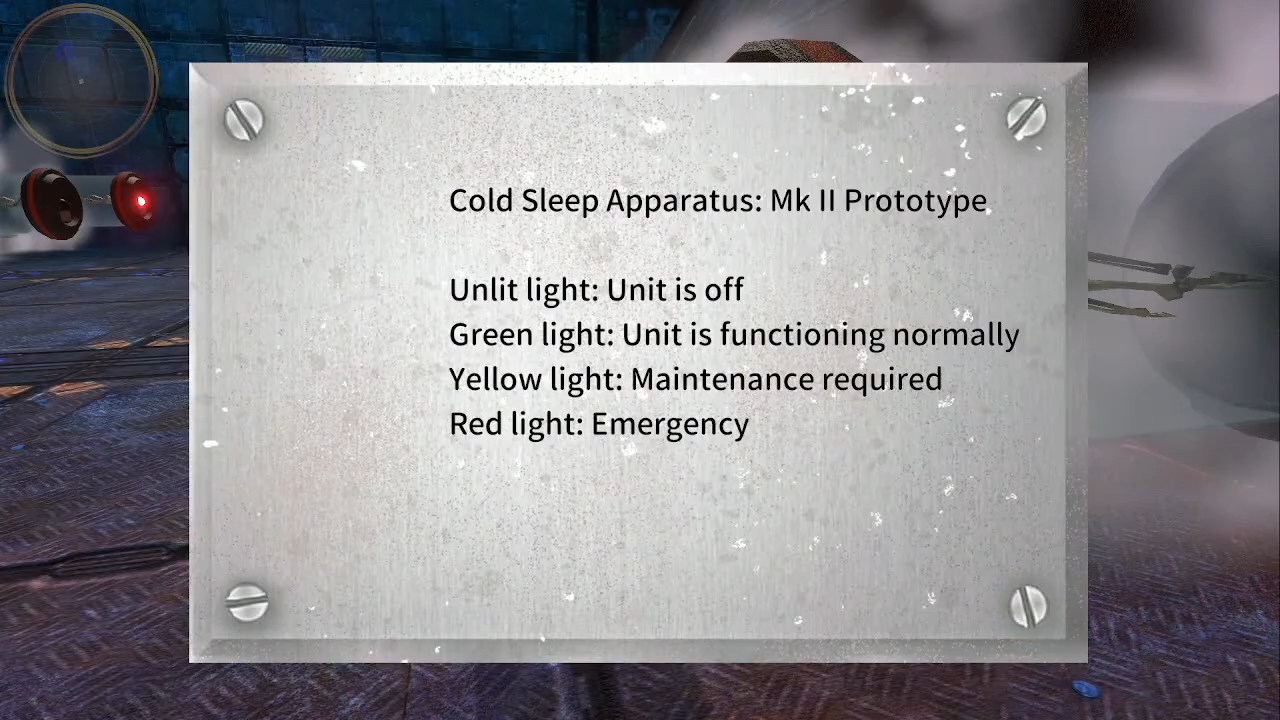 Cold Sleep Apparatus: Mk II Prototype
Unlit light: Unit is off
Green light: Unit is functioning normally
Yellow light: Maintenance required
Red light: Emergency